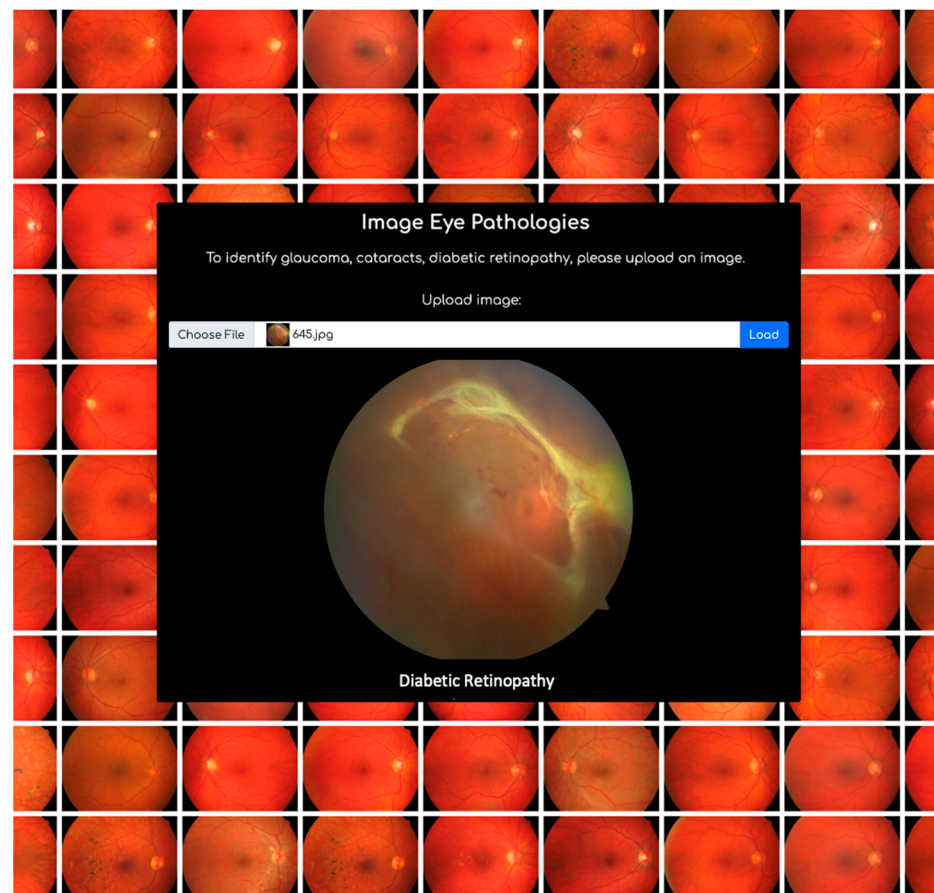 Image Eye Pathologies
To identify glaucoma, cataracts, diabetic retinopathy, please upload an image.
Upload image:
Choose File 645.jpg Load
Diabetic Retinopathy